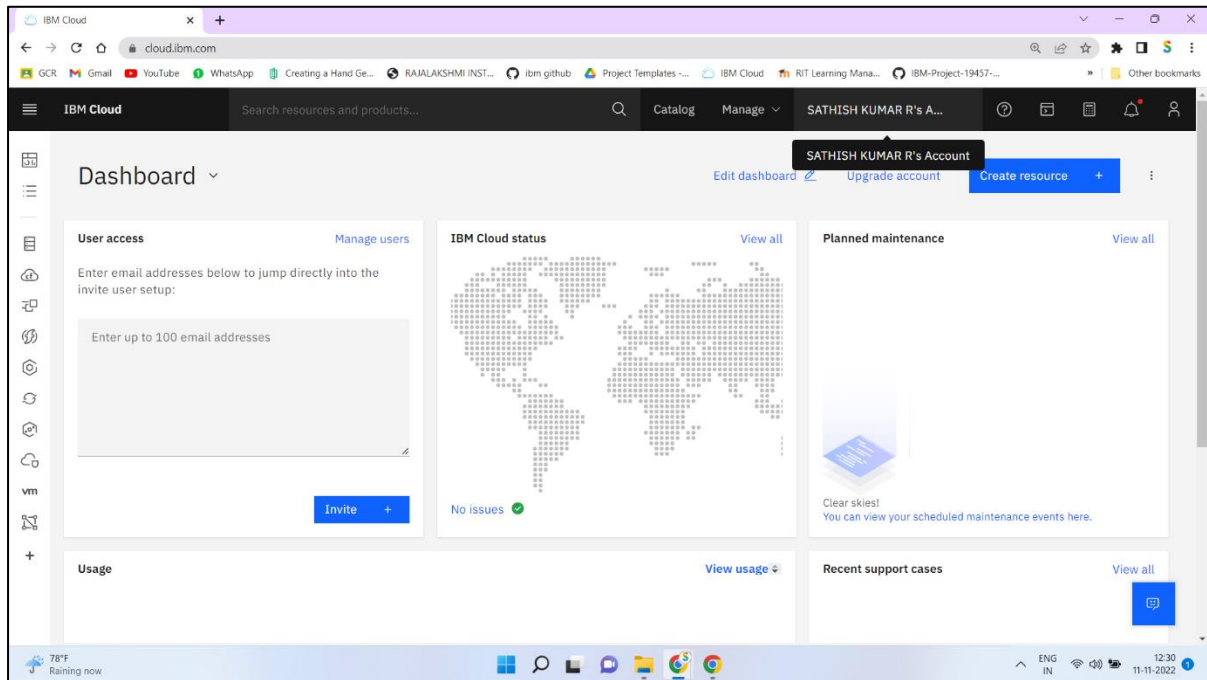 IBM Cloud
cloud.ibm.com
GCR Gmail YouTube WhatsApp Creating a Hand Ge... RAJALAKSHMI INST... ibm github Project Templates -... IBM Cloud RIT Learning Mana... IBM-Project-19457-... » Other bookmarks
IBM Cloud Search resources and products... Catalog Manage SATHISH KUMAR R's A...
SATHISH KUMAR R's Account
Dashboard Edit dashboard Upgrade account Create resource +
User access Manage users
Enter email addresses below to jump directly into the
invite user setup:
Enter up to 100 email addresses
Invite +
IBM Cloud status View all
No issues
Planned maintenance View all
Clear skies!
You can view your scheduled maintenance events here.
vm
Usage View usage
Recent support cases View all
78°F
Raining now
ENG
IN
12:30
11-11-2022
1